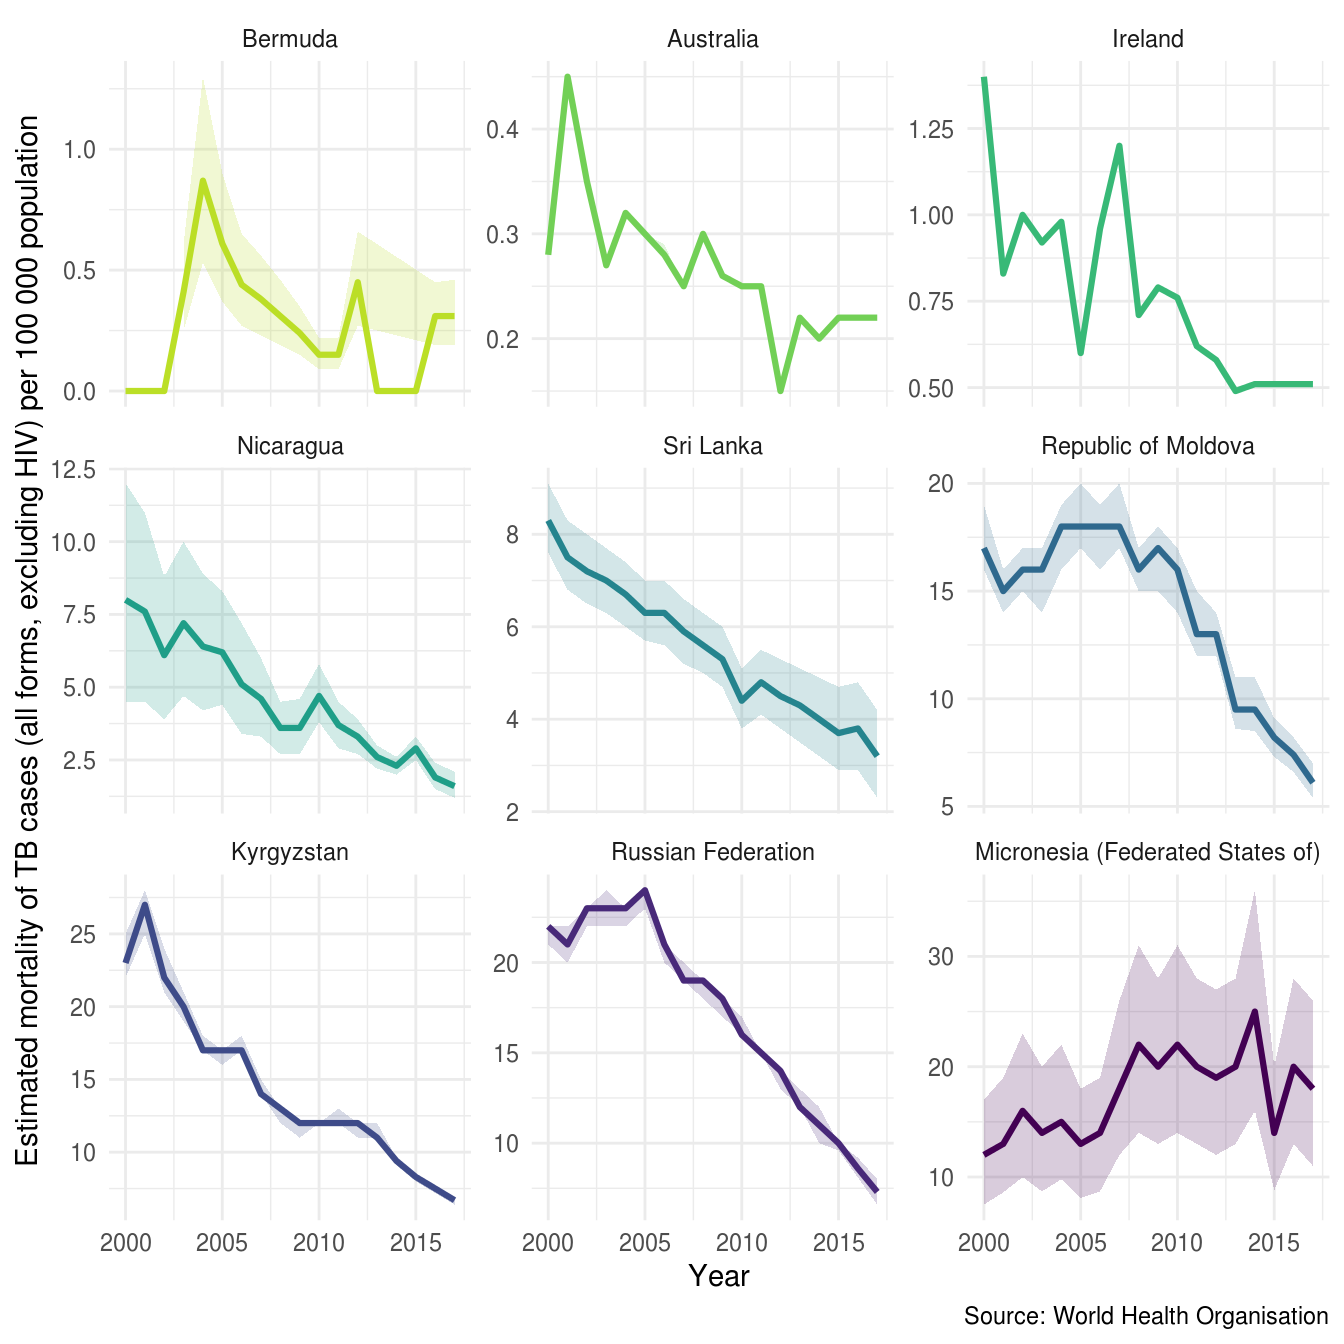 Bermuda
Australia
Ireland
1.0
0.5
0.0
0.4
0.3
0.2
1.25
1.00
0.75
0.50
Nicaragua
Sri Lanka
Republic of Moldova
12.5
10.0
7.5
5.0
2.5
8
6
4
2
20
15
10
5
Kyrgyzstan
Russian Federation
Micronesia (Federated States of)
25
20
15
10
20
15
10
30
20
10
2000 2005 2010 2015
2000 2005 2010 2015
2000 2005 2010 2015
Estimated mortality of TB cases (all forms, excluding HIV) per 100 000 population
Year
Source: World Health Organisation